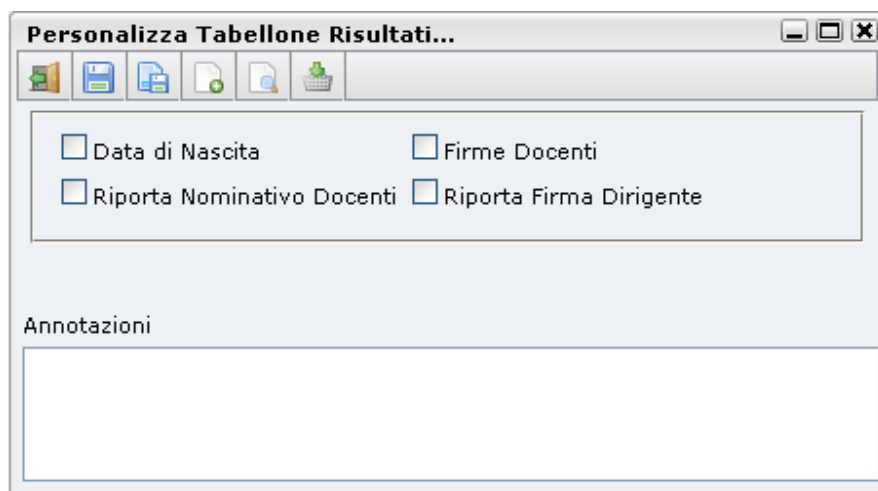 Personalizza Tabellone Risultati...
Data di Nascita Firme Docenti
Riporta Nominativo Docenti Riporta Firma Dirigente
Annotazioni